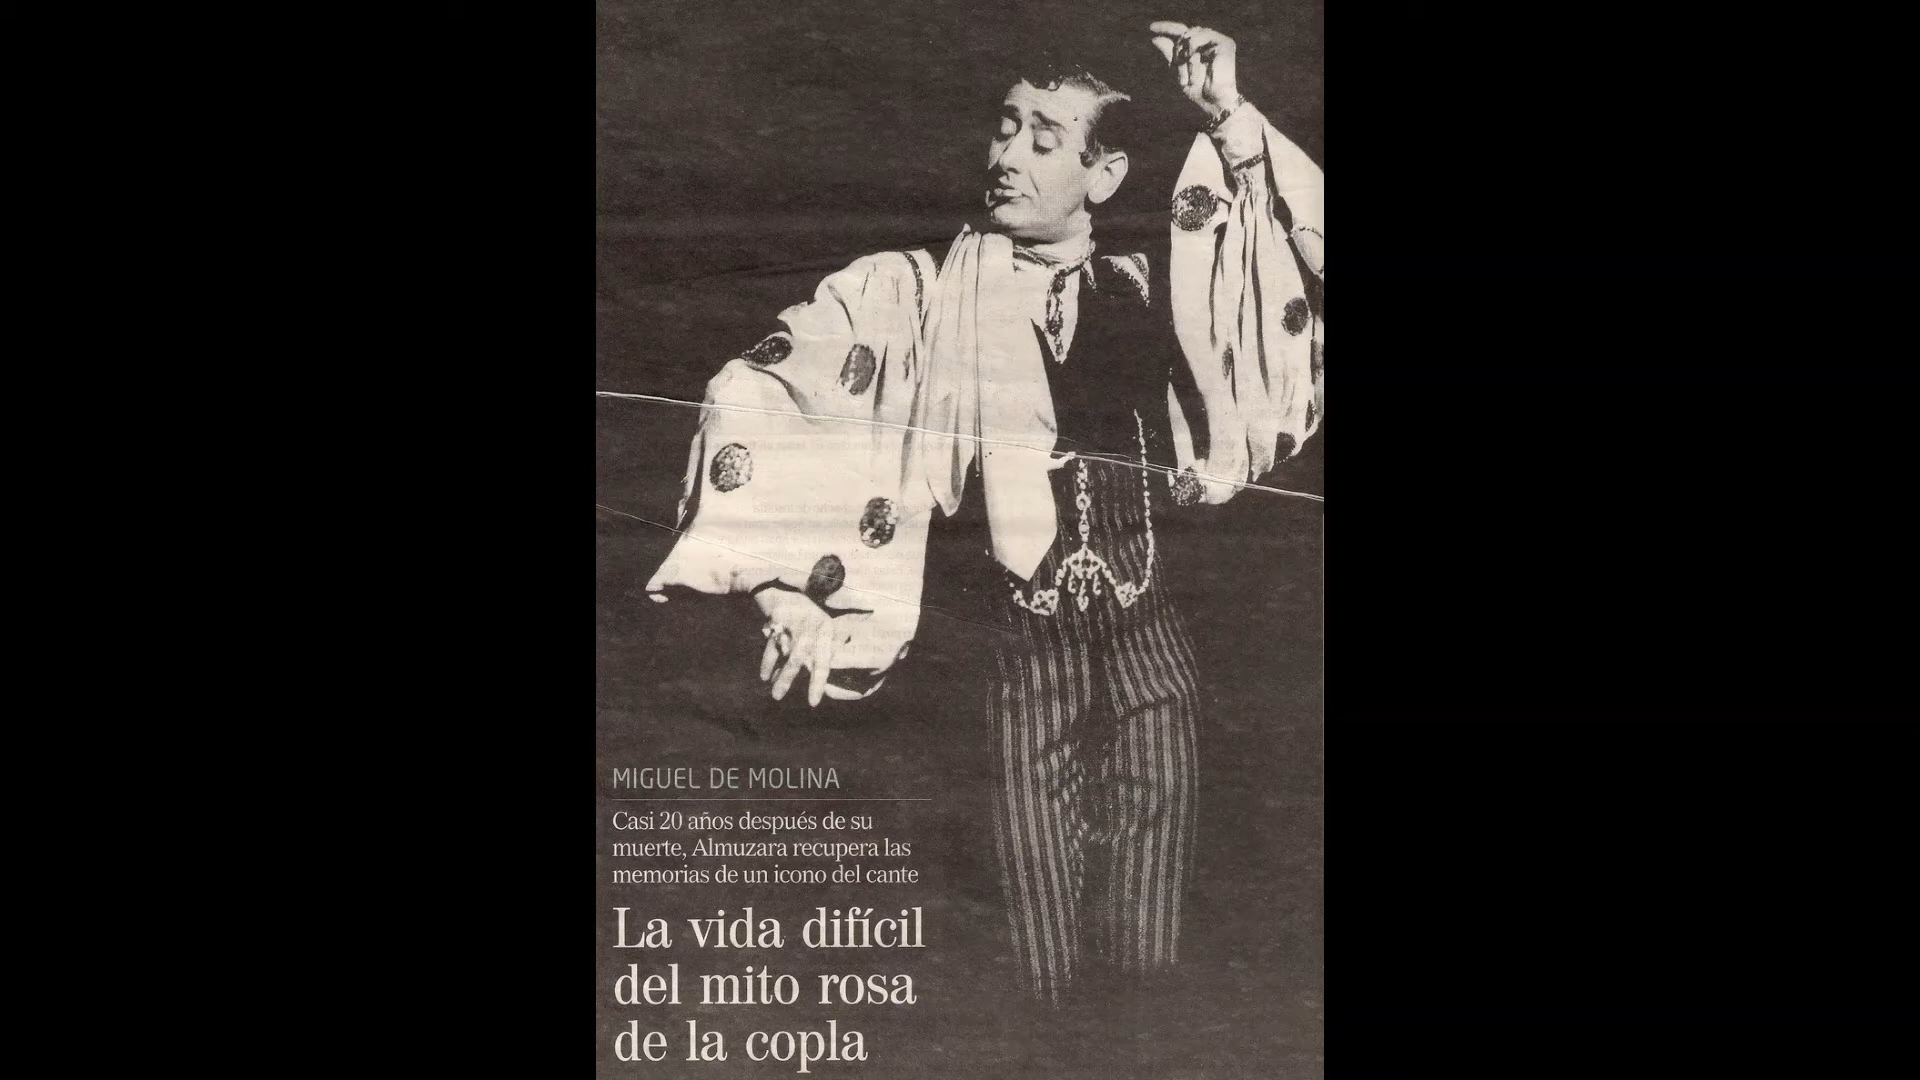 MIGUEL DE MOLINA
Casi 20 años después de su
muerte, Almuzara recupera las
memorias de un icono del cante
La vida difícil
del mito rosa
de la copla